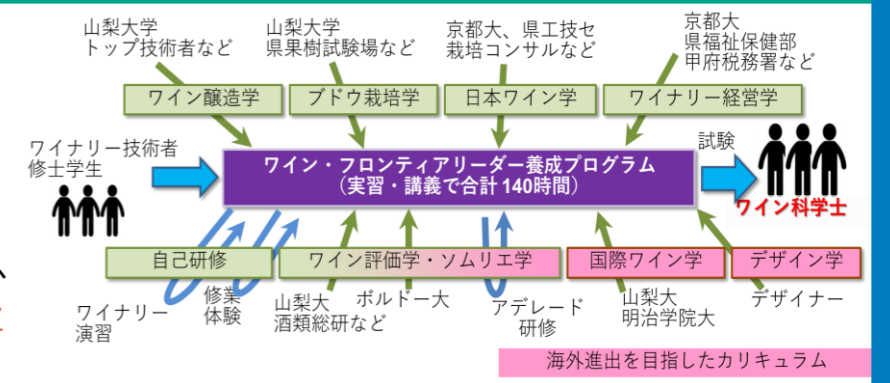 山梨大学
トップ技術者など
山梨大学
県果樹試験場など
京都大、県工技セ
栽培コンサルなど
京都大
県福祉保健部
甲府税務署など
ワイン醸造学
ブドウ栽培学
日本ワイン学
ワイナリー経営学
ワイナリー技術者
修士学生
ワイン・フロンティアリーダー養成プログラム
（実習・講義で合計140時間）
試験
ワイン科学士
自己研修
ワイン評価学・ソムリエ学
国際ワイン学
デザイン学
ワイナリー
演習
修業
体験
山梨大
酒類総研など
ボルドー大
アデレード
研修
山梨大
明治学院大
デザイナー
海外進出を目指したカリキュラム